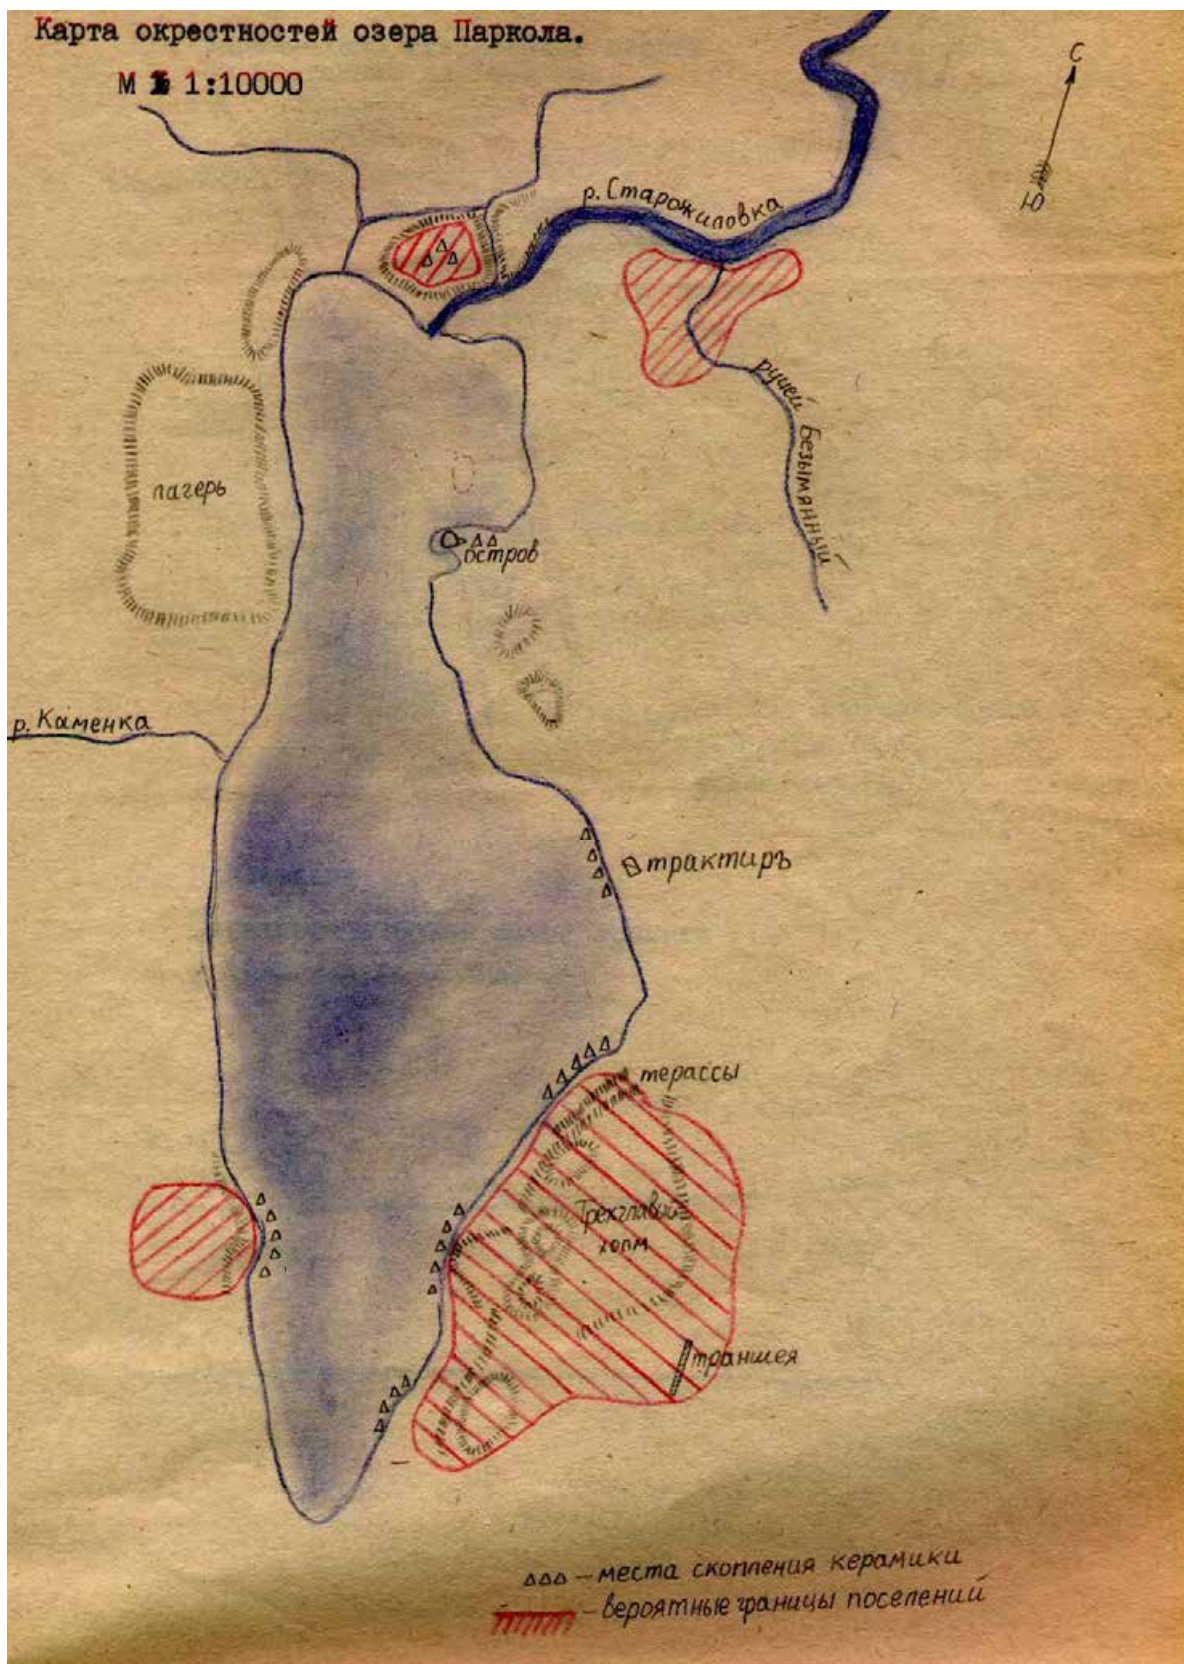 Карта окрестностей озера Паркола.
М 1:10000
С
Ю
р. Старожиловка
ручей Безымянный
лагерь
остров
р. Каменка
трактиръ
терассы
Трехглавый
холм
траншея
ΔΔΔ – места скопления керамики
– вероятные границы поселений